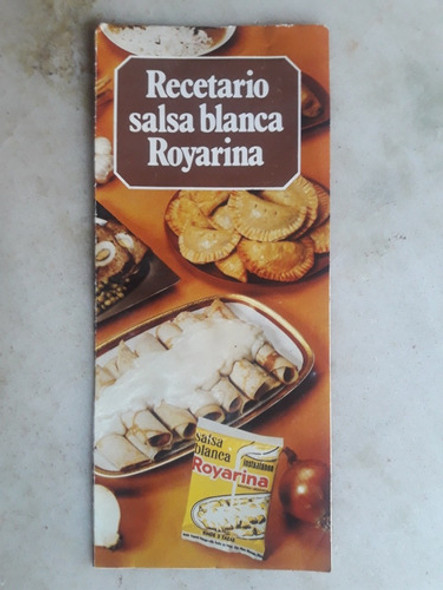 Recetario
salsa blanca
Royarina
salsa
blanca
instantánea
Royarina